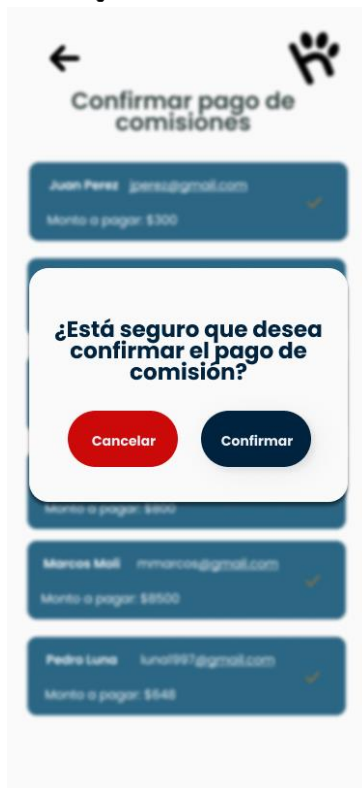 Confirmar pago de
comisiones
Juan Perez jperez@gmail.com
Monto a pagar: $300
¿Está seguro que desea
confirmar el pago de
comisión?
Cancelar Confirmar
Monto a pagar: $800
Marcos Moli mmarcos@gmail.com
Monto a pagar: $8500
Pedro Luna luna1997@gmail.com
Monto a pagar: $648